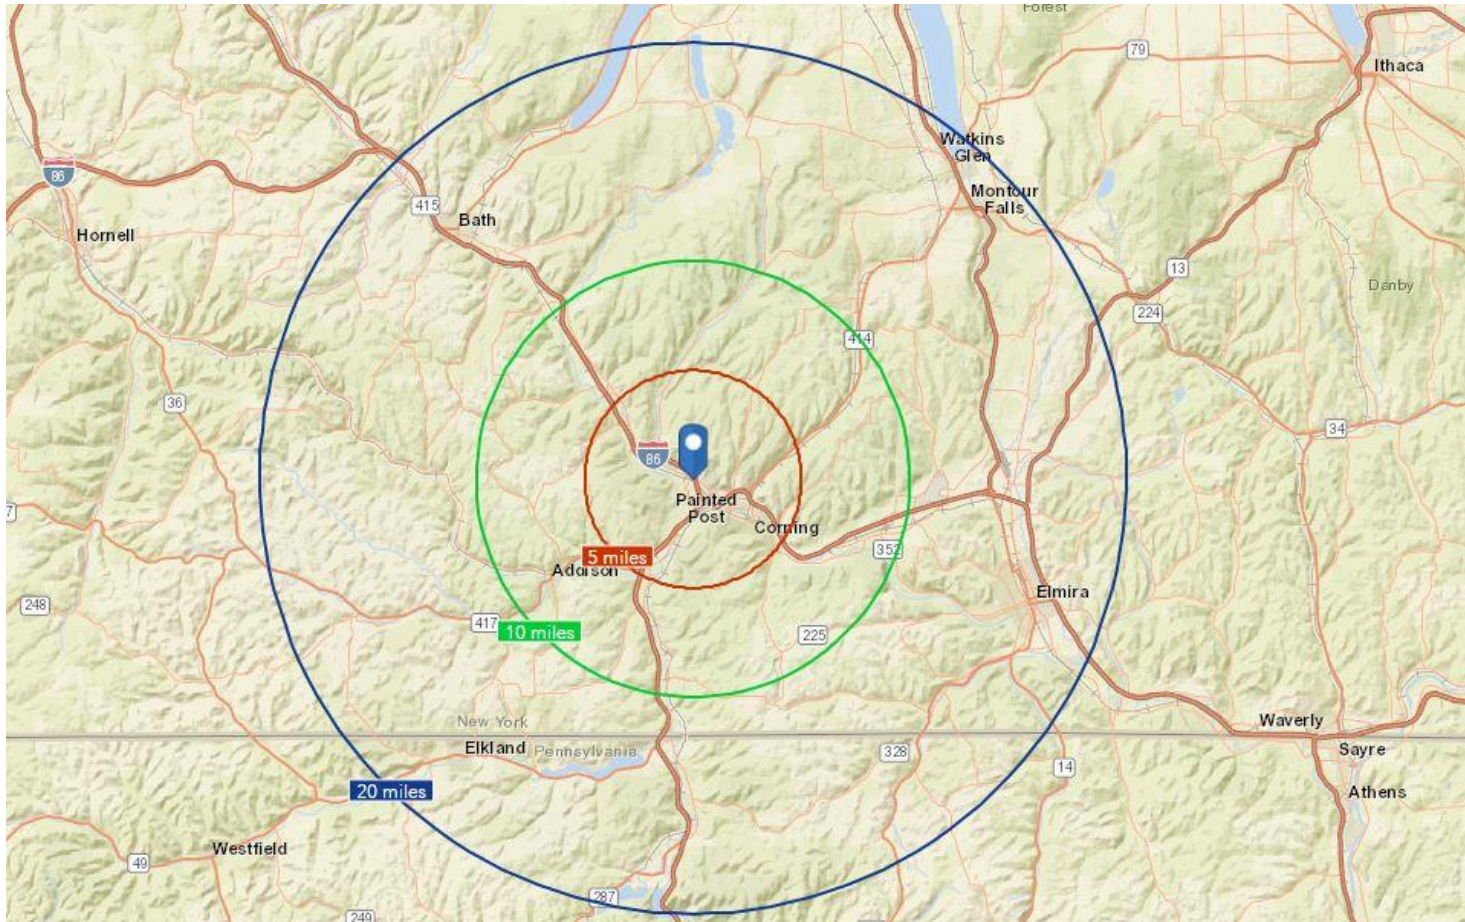 Forest
79
Ithaca
Watkins
Glen
86
Montour
Falls
415
Bath
Hornell
13
Danby
224
414
36
34
86
Painted
Post
Corning
7
5 miles
352
Addison
Elmira
248
417
10 miles
225
New York
Waverly
Elkland
Pennsylvania
328
Sayre
14
20 miles
Athens
Westfield
49
287
249